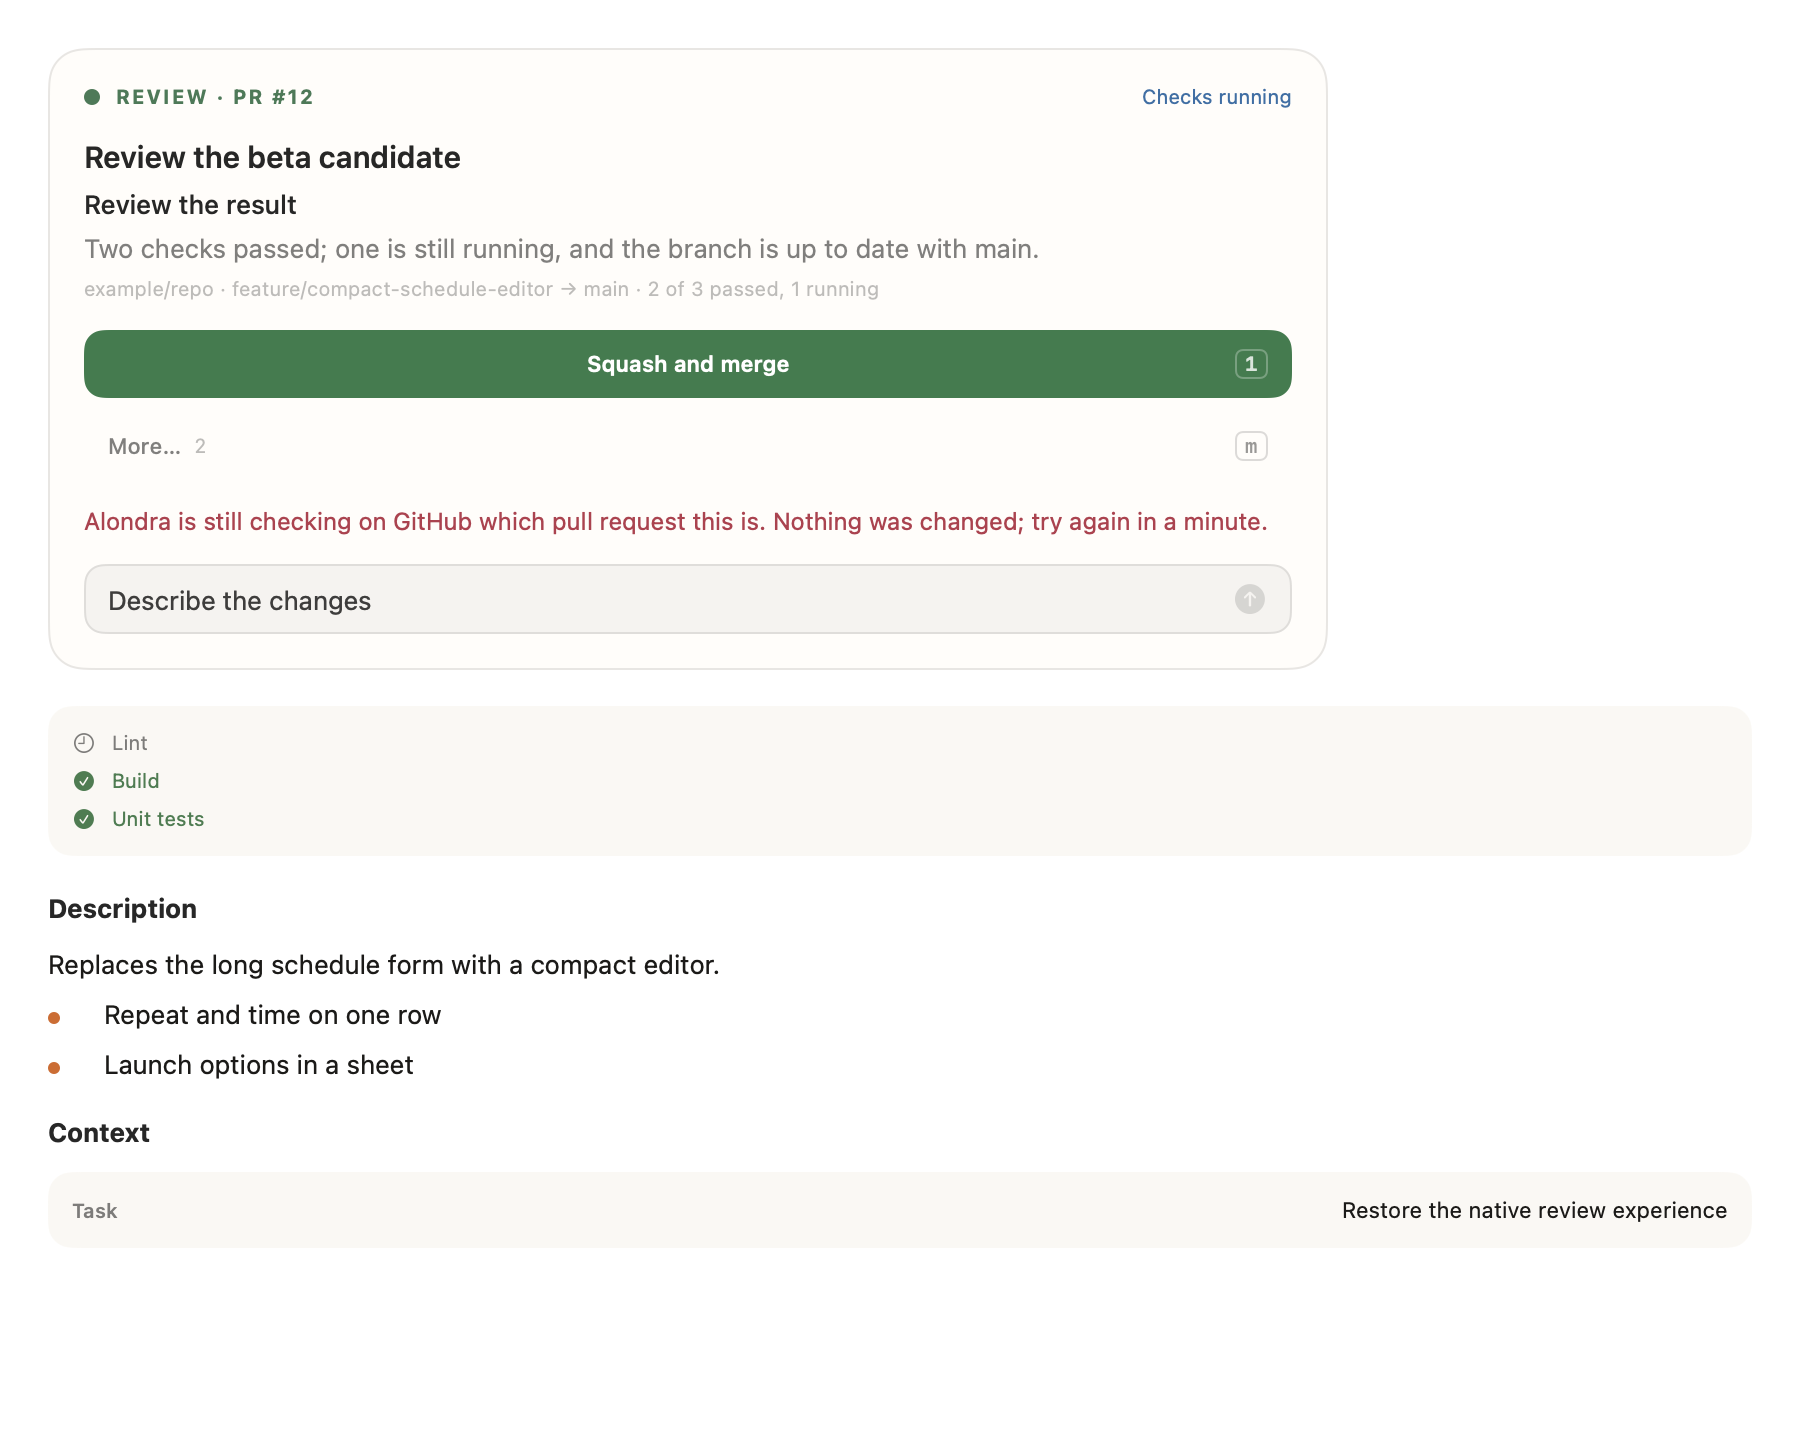 REVIEW · PR #12
Checks running
Review the beta candidate
Review the result
Two checks passed; one is still running, and the branch is up to date with main.
example/repo · feature/compact-schedule-editor → main · 2 of 3 passed, 1 running
Squash and merge 1
More... 2 m
Alondra is still checking on GitHub which pull request this is. Nothing was changed; try again in a minute.
Describe the changes
Lint
Build
Unit tests
Description
Replaces the long schedule form with a compact editor.
Repeat and time on one row
Launch options in a sheet
Context
Task Restore the native review experience